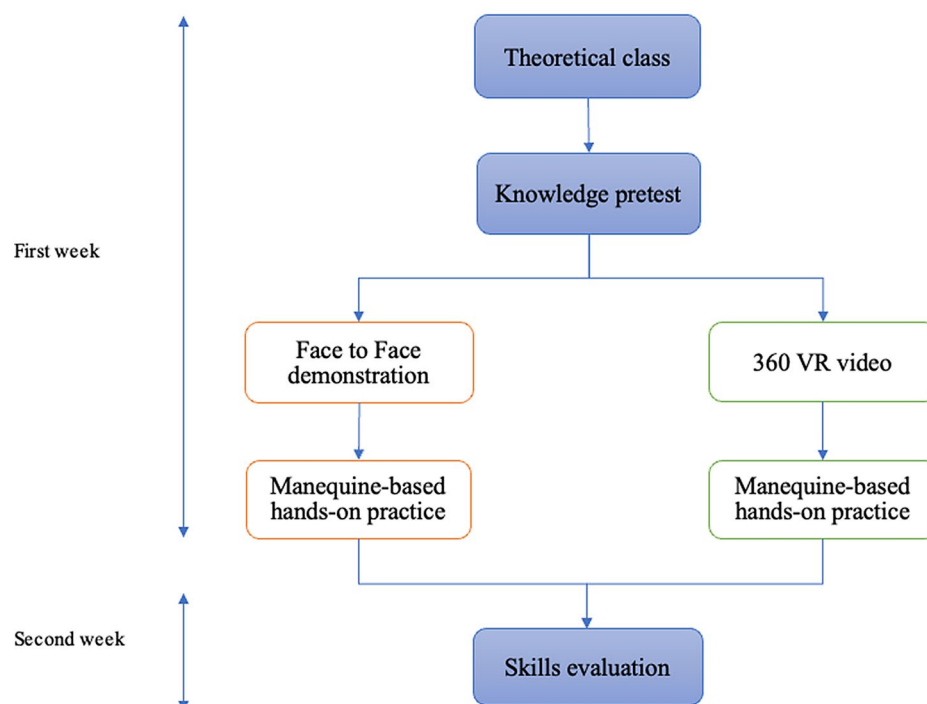 Theoretical class
Knowledge pretest
First week
Face to Face
demonstration
360 VR video
Manequine-based
hands-on practice
Manequine-based
hands-on practice
Second week
Skills evaluation